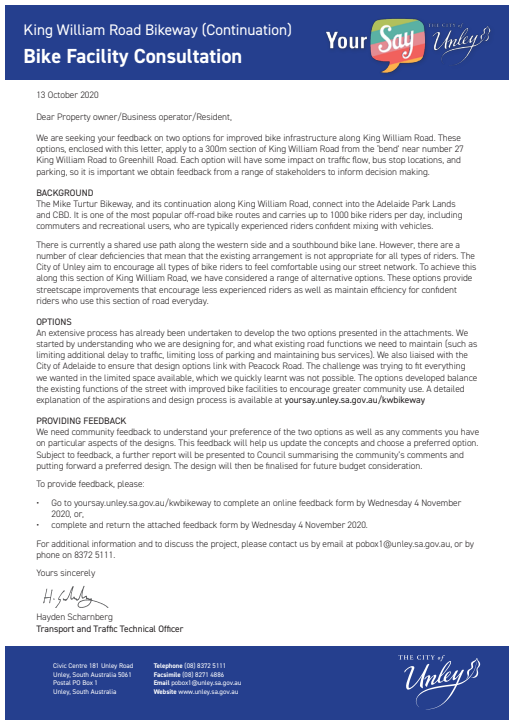 King William Road Bikeway (Continuation)
Bike Facility Consultation
Your Say
THE CITY of
Unley
13 October 2020
Dear Property owner/Business operator/Resident,
We are seeking your feedback on two options for improved bike infrastructure along King William Road. These
options, enclosed with this letter, apply to a 300m section of King William Road from the 'bend' near number 27
King William Road to Greenhill Road. Each option will have some impact on traffic flow, bus stop locations, and
parking, so it is important we obtain feedback from a range of stakeholders to inform decision making.
BACKGROUND
The Mike Turtur Bikeway, and its continuation along King William Road, connect into the Adelaide Park Lands
and CBD. It is one of the most popular off-road bike routes and carries up to 1000 bike riders per day, including
commuters and recreational users, who are typically experienced riders confident mixing with vehicles.
There is currently a shared use path along the western side and a southbound bike lane. However, there are a
number of clear deficiencies that mean that the existing arrangement is not appropriate for all types of riders. The
City of Unley aim to encourage all types of bike riders to feel comfortable using our street network. To achieve this
along this section of King William Road, we have considered a range of alternative options. These options provide
streetscape improvements that encourage less experienced riders as well as maintain efficiency for confident
riders who use this section of road everyday.
OPTIONS
An extensive process has already been undertaken to develop the two options presented in the attachments. We
started by understanding who we are designing for, and what existing road functions we need to maintain (such as
limiting additional delay to traffic, limiting loss of parking and maintaining bus services). We also liaised with the
City of Adelaide to ensure that design options link with Peacock Road. The challenge was trying to fit everything
we wanted in the limited space available, which we quickly learnt was not possible. The options developed balance
the existing functions of the street with improved bike facilities to encourage greater community use. A detailed
explanation of the aspirations and design process is available at yoursay.unley.sa.gov.au/kwbikeway
PROVIDING FEEDBACK
We need community feedback to understand your preference of the two options as well as any comments you have
on particular aspects of the designs. This feedback will help us update the concepts and choose a preferred option.
Subject to feedback, a further report will be presented to Council summarising the community's comments and
putting forward a preferred design. The design will then be finalised for future budget consideration.
To provide feedback, please:
• Go to yoursay.unley.sa.gov.au/kwbikeway to complete an online feedback form by Wednesday 4 November
2020, or,
• complete and return the attached feedback form by Wednesday 4 November 2020.
For additional information and to discuss the project, please contact us by email at pobox1@unley.sa.gov.au, or by
phone on 8372 5111.
Yours sincerely
Hayden Scharnberg
Transport and Traffic Technical Officer
Civic Centre 181 Unley Road
Unley, South Australia 5061
Postal PO Box 1
Unley, South Australia
Telephone (08) 8372 5111
Facsimile (08) 8271 4886
Email pobox1@unley.sa.gov.au
Website www.unley.sa.gov.au
THE CITY of
Unley